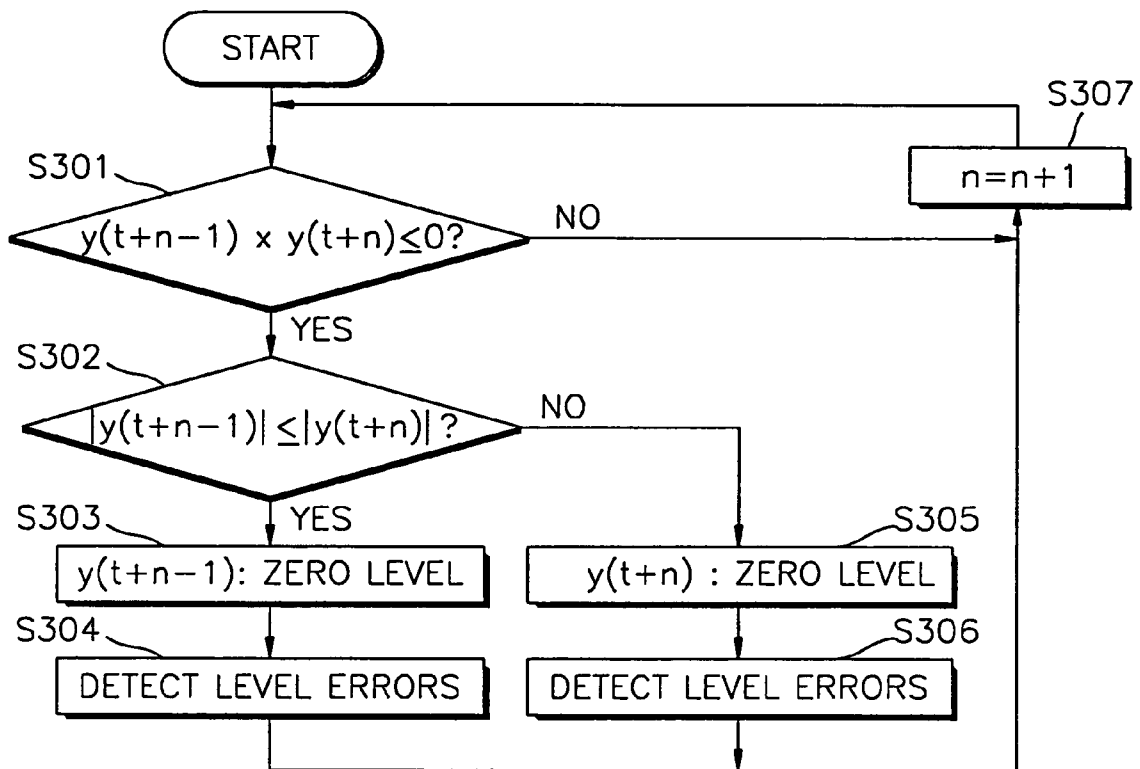 START
S307
n=n+1
S301
y(t+n−1) x y(t+n)≤0?
NO
YES
S302
|y(t+n−1)| ≤|y(t+n)| ?
NO
YES
S303
y(t+n−1): ZERO LEVEL
S305
y(t+n) : ZERO LEVEL
S304
DETECT LEVEL ERRORS
S306
DETECT LEVEL ERRORS